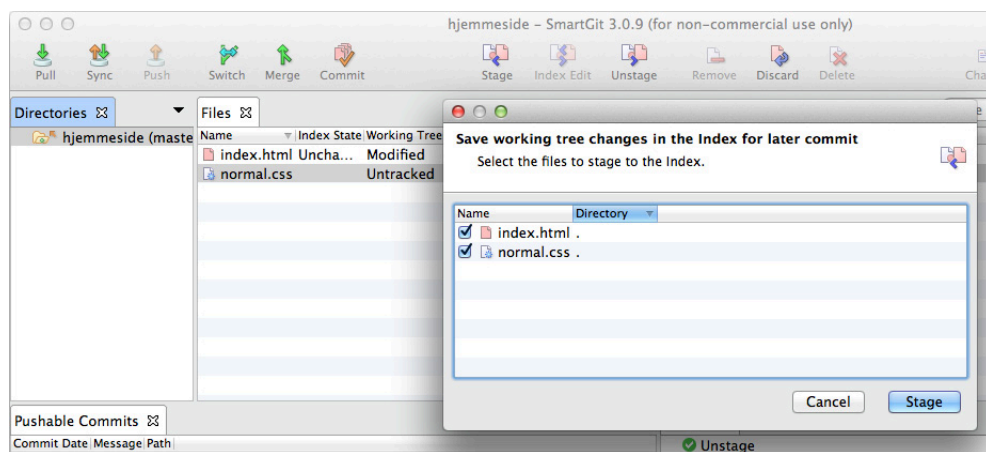 hjemmeside – SmartGit 3.0.9 (for non-commercial use only)
Pull Sync Push Switch Merge Commit Stage Index Edit Unstage Remove Discard Delete
Directories
hjemmeside (maste
Files
Name Index State Working Tree
index.html Uncha... Modified
normal.css Untracked
Save working tree changes in the Index for later commit
Select the files to stage to the Index.
Name Directory
index.html .
normal.css .
Cancel Stage
Pushable Commits
Commit Date Message Path
Unstage